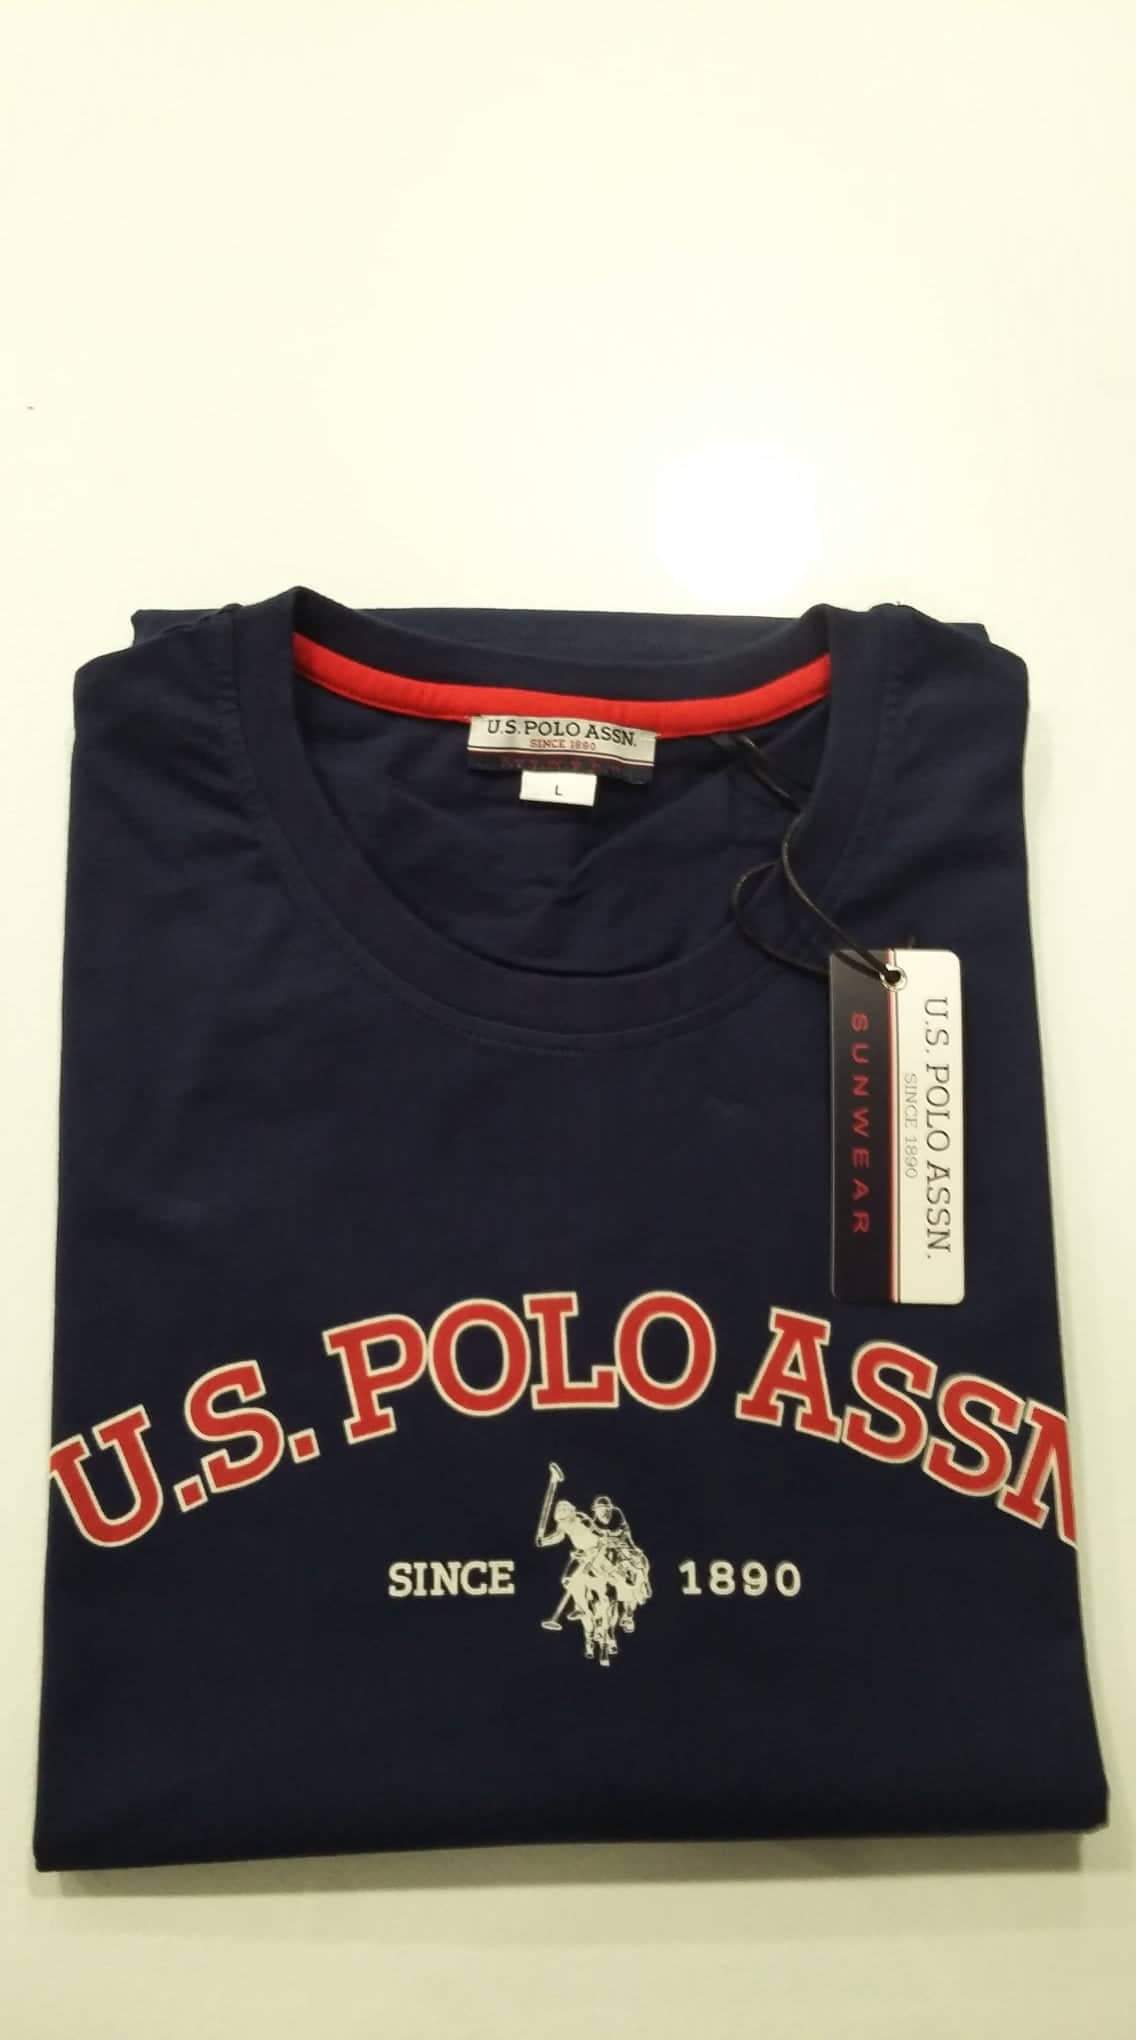 U.S. POLO ASSN.
SINCE 1890
L
U.S. POLO ASSN.
SINCE 1890
SUNWEAR
U.S. POLO ASSN
SINCE 1890